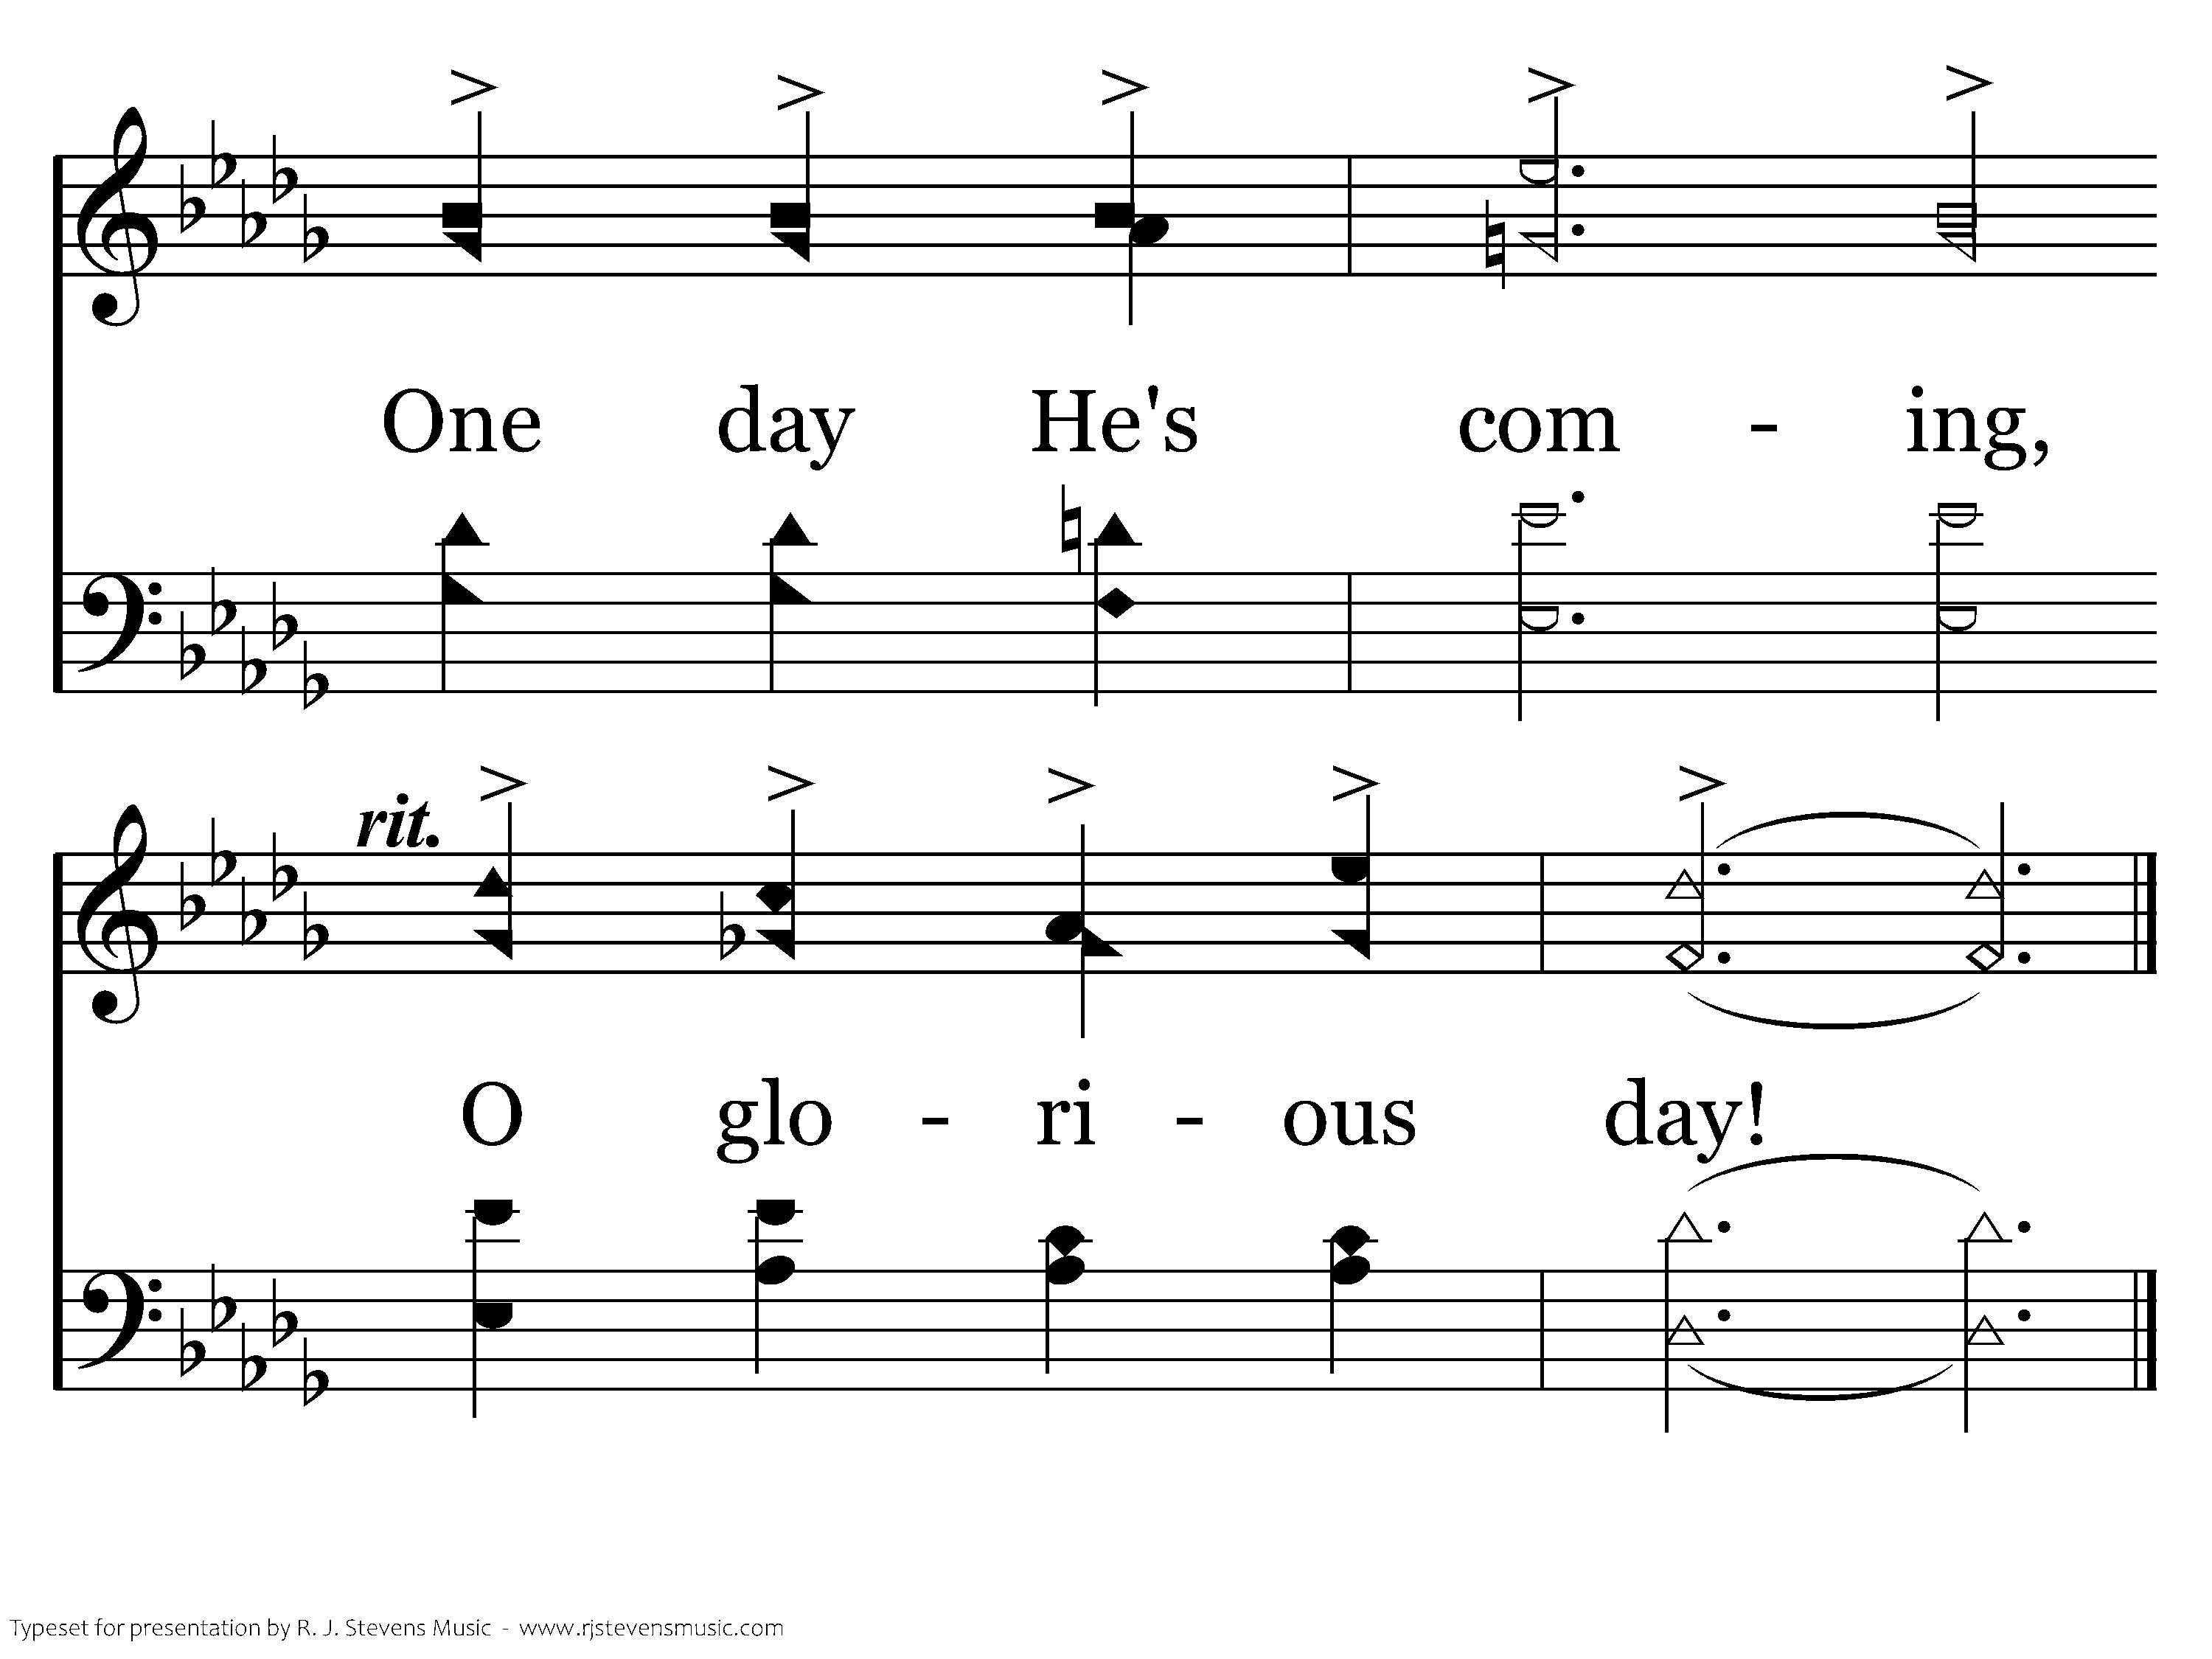 One day He's com - ing,
rit.
O glo - ri - ous day!
Typeset for presentation by R. J. Stevens Music - www.rjstevensmusic.com